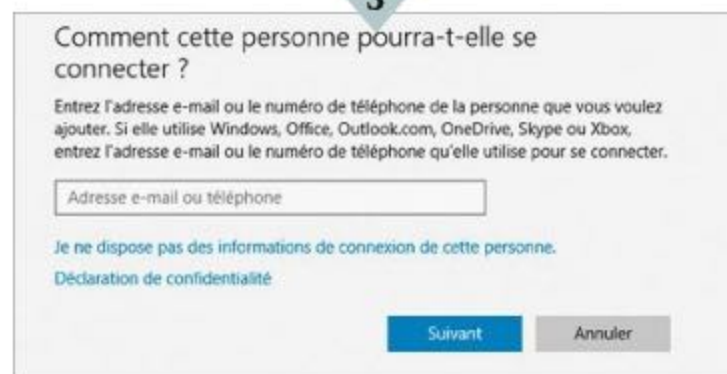 3
Comment cette personne pourra-t-elle se
connecter ?
Entrez l'adresse e-mail ou le numéro de téléphone de la personne que vous voulez
ajouter. Si elle utilise Windows, Office, Outlook.com, OneDrive, Skype ou Xbox,
entrez l'adresse e-mail ou le numéro de téléphone qu'elle utilise pour se connecter.
Adresse e-mail ou téléphone
Je ne dispose pas des informations de connexion de cette personne.
Déclaration de confidentialité
Suivant Annuler